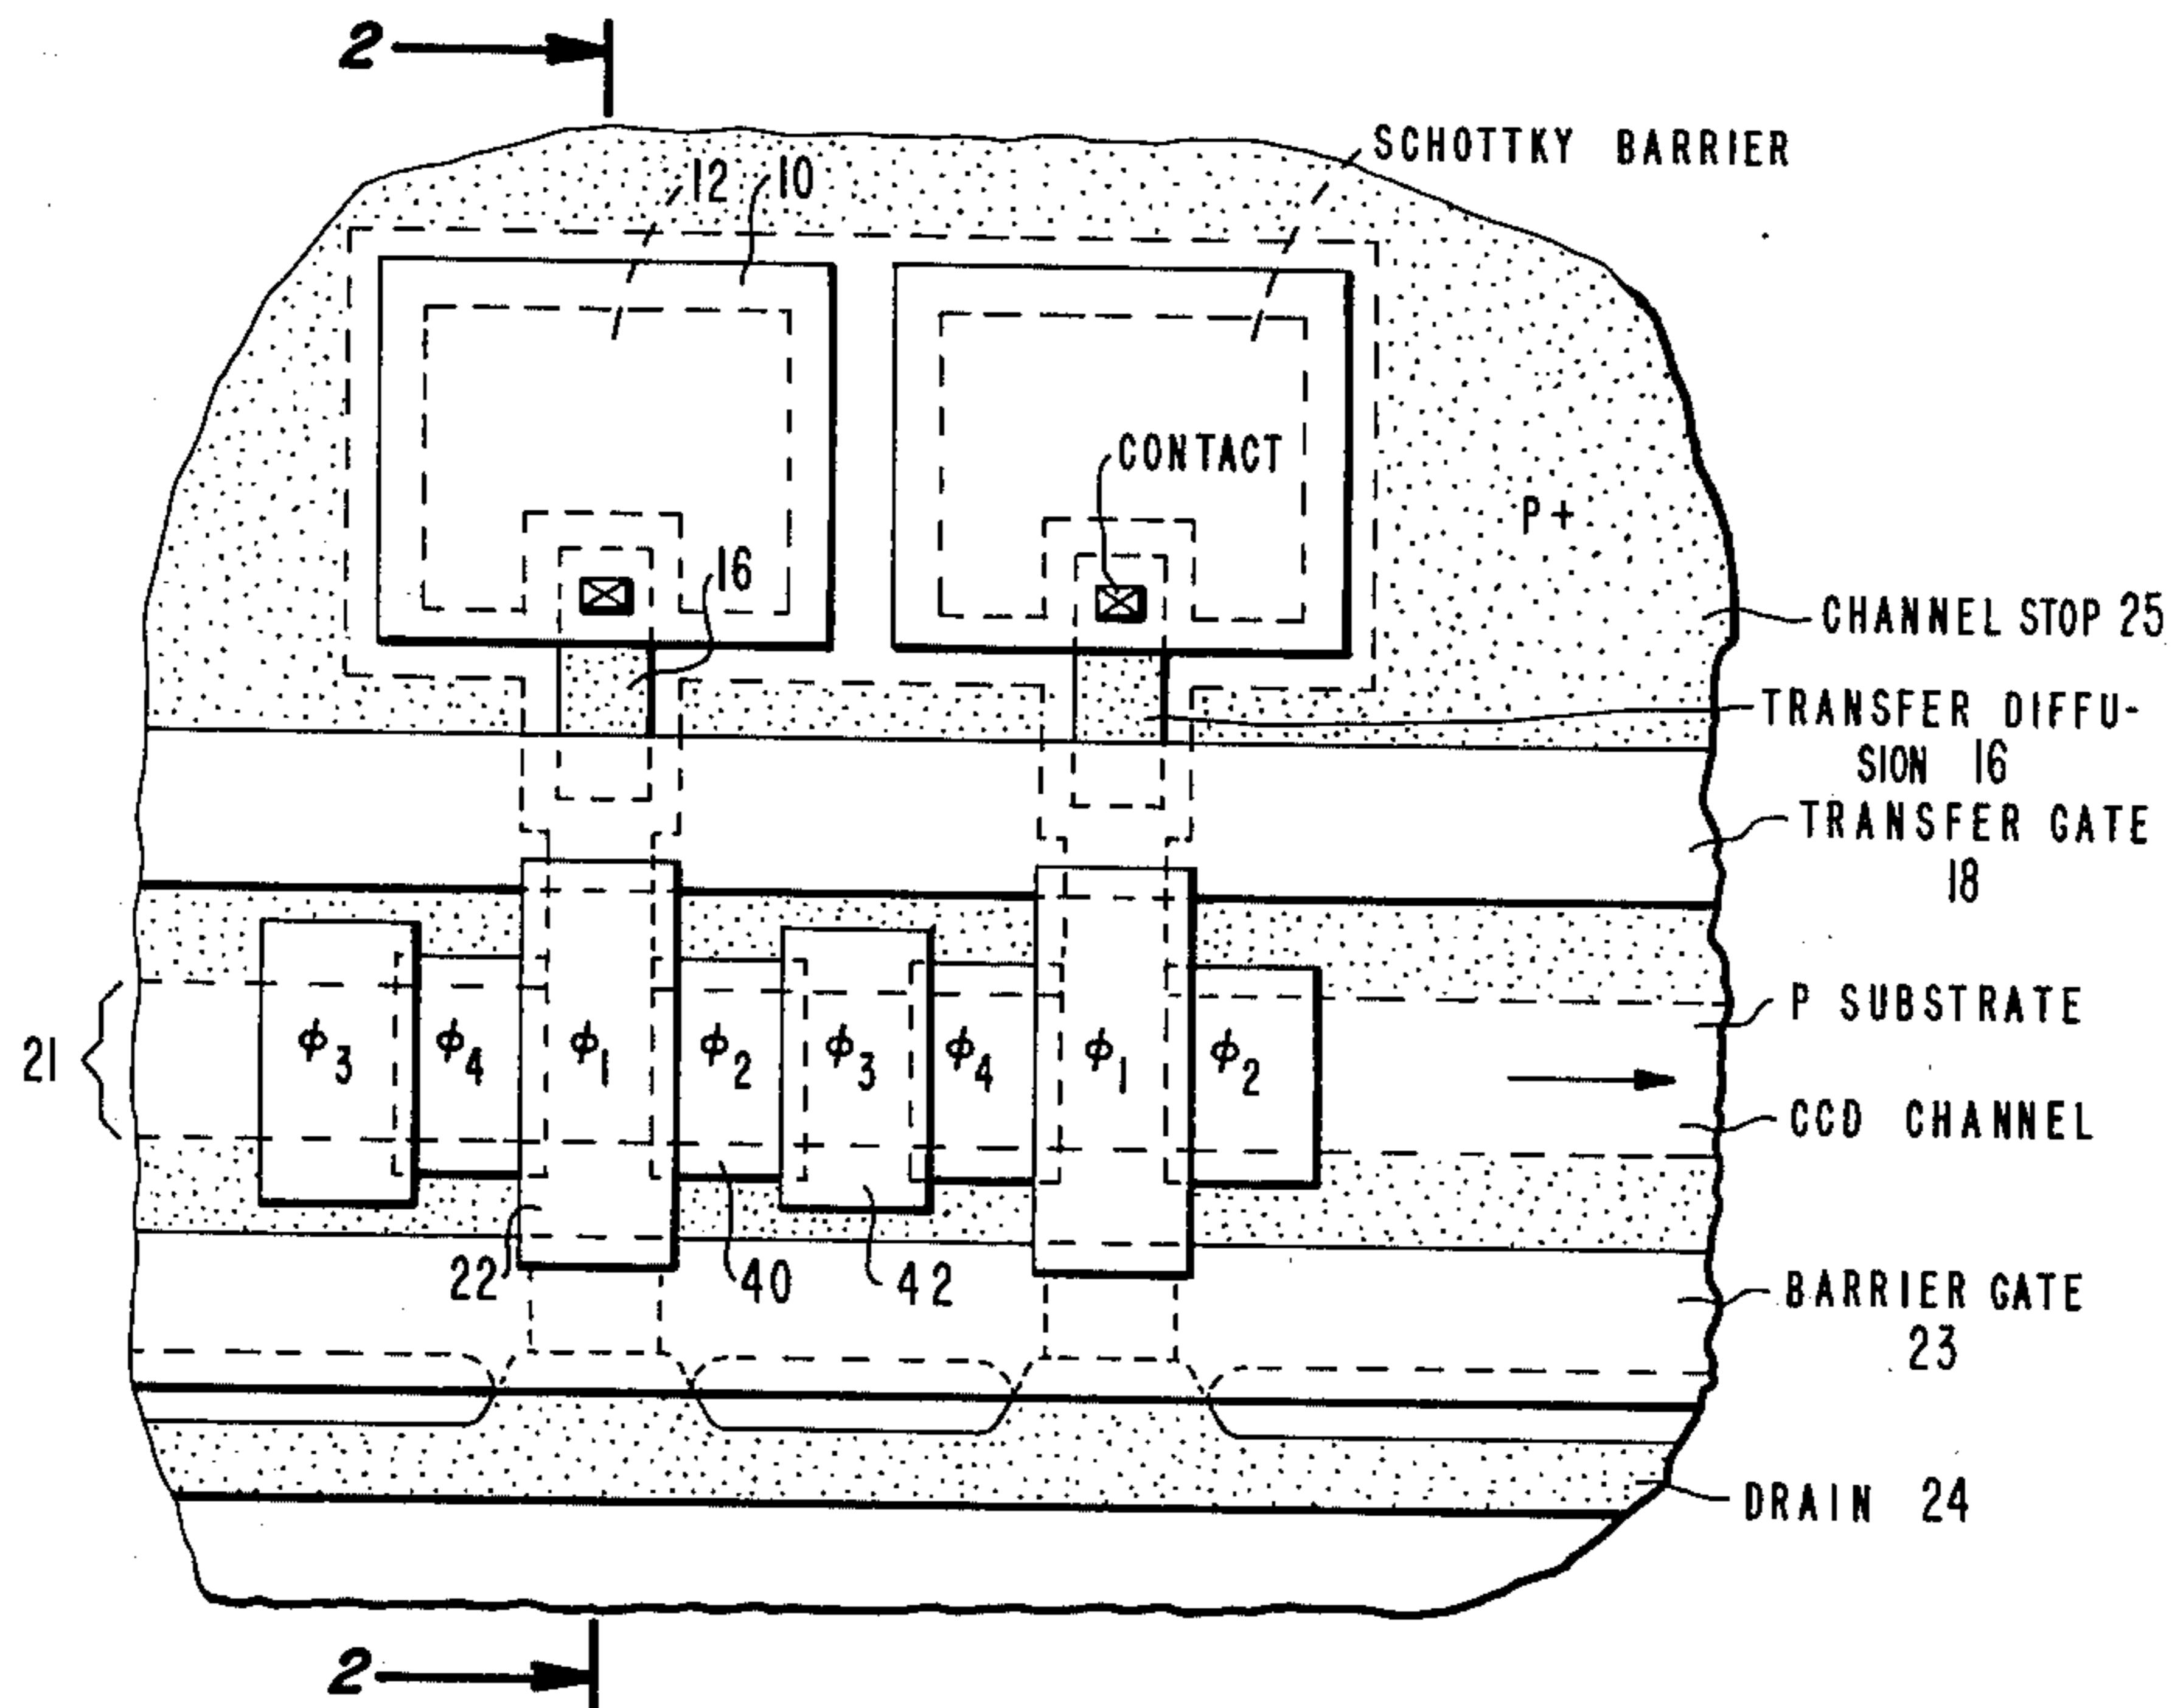 2
SCHOTTKY BARRIER
12 10
CONTACT
P+
16
CHANNEL STOP 25
TRANSFER DIFFU-
SION 16
TRANSFER GATE
18
P SUBSTRATE
21
ϕ3 ϕ4 ϕ1 ϕ2 ϕ3 ϕ4 ϕ1 ϕ2
CCD CHANNEL
22 40 42
BARRIER GATE
23
DRAIN 24
2